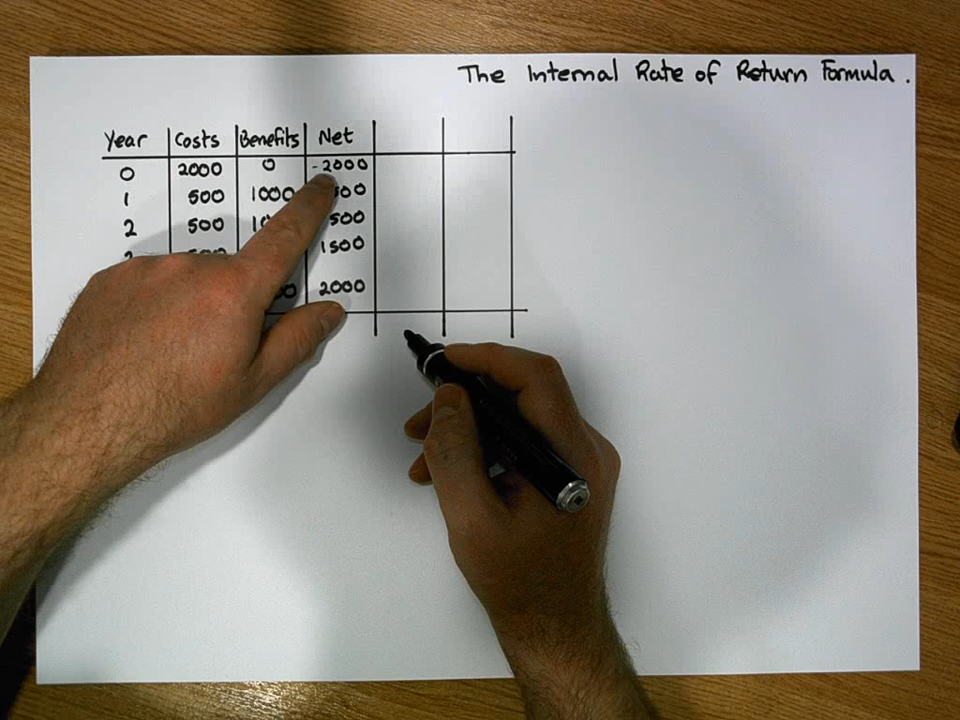 The Internal Rate of Return Formula.
Year Costs Benefits Net
0 2000 0 -2000
1 500 1000 500
2 500 500
1500
2000